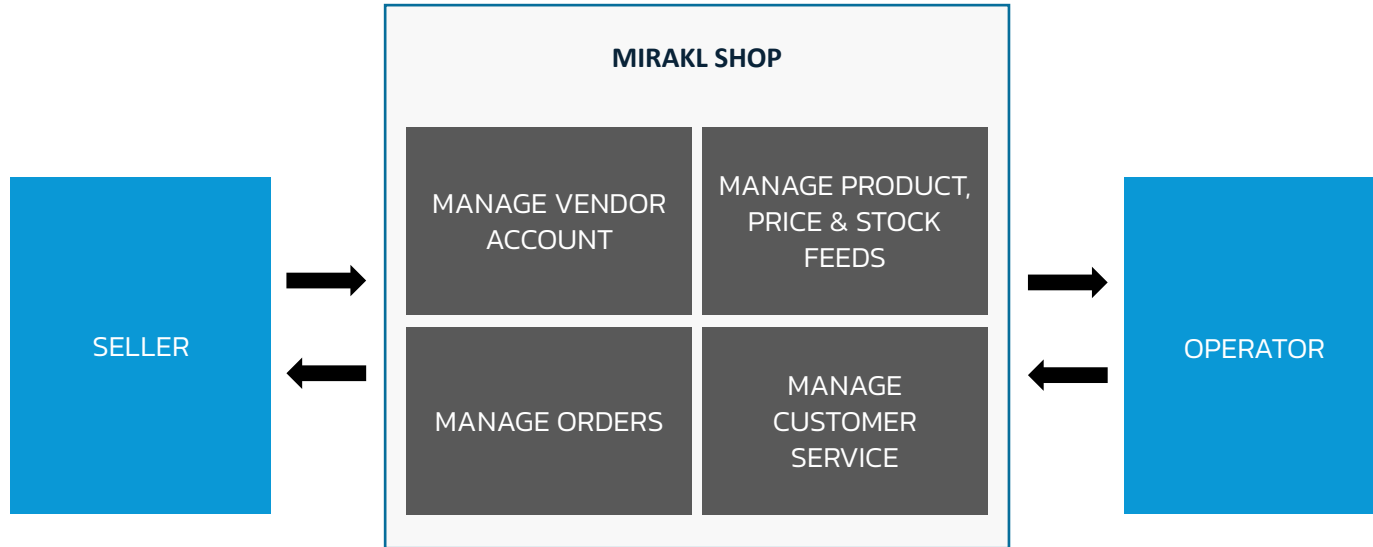 MIRAKL SHOP
MANAGE VENDOR
ACCOUNT
MANAGE PRODUCT,
PRICE & STOCK
FEEDS
SELLER
OPERATOR
MANAGE ORDERS
MANAGE
CUSTOMER
SERVICE